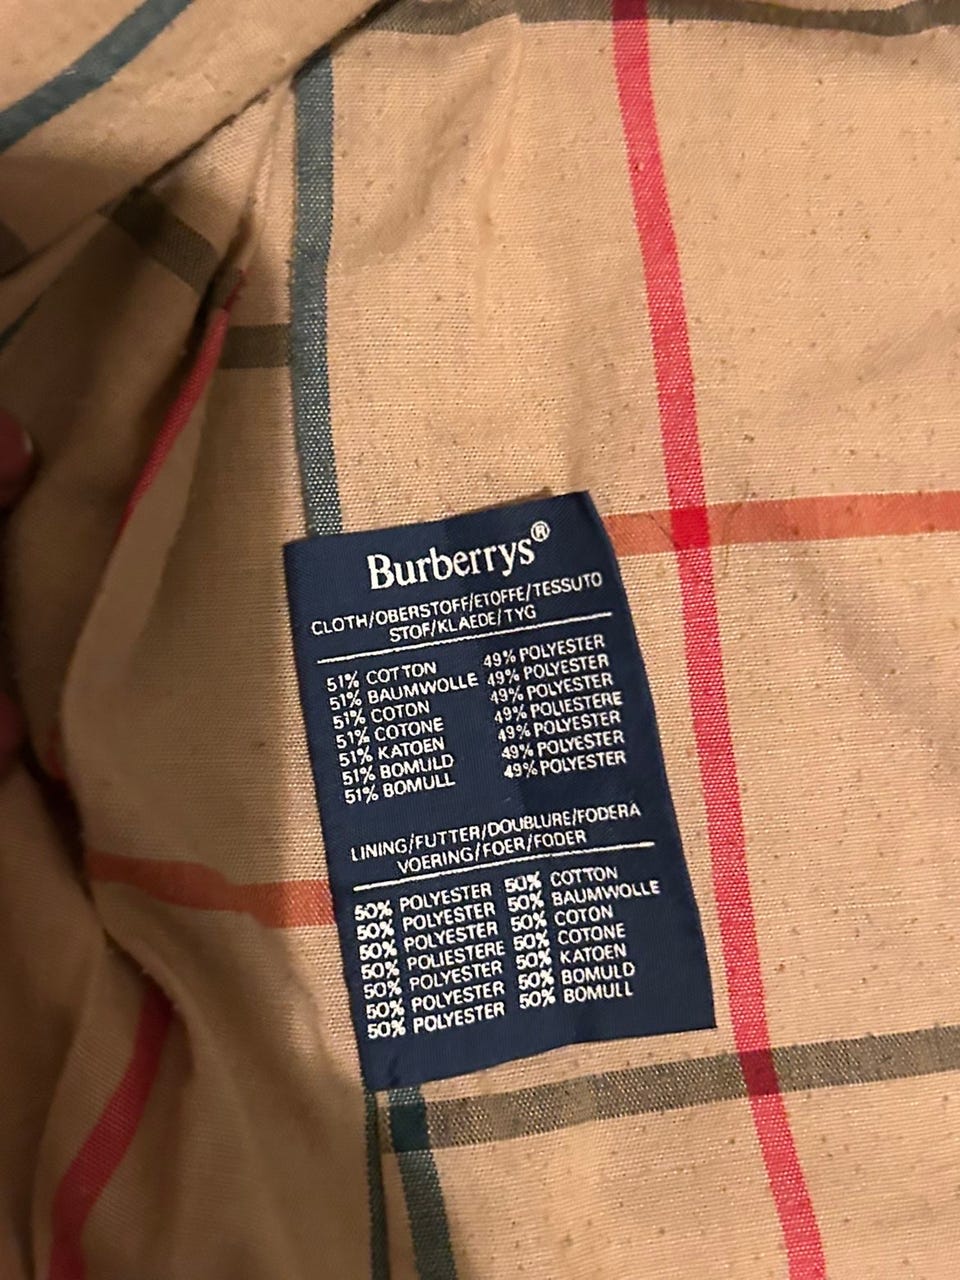 Burberrys®
CLOTH/OBERSTOFF/ETOFFE/TESSUTO
STOF/KLAEDE/TYG
51% COTTON 49% POLYESTER
51% BAUMWOLLE 49% POLYESTER
51% COTON 49% POLYESTER
51% COTONE 49% POLIESTERE
51% KATOEN 49% POLYESTER
51% BOMULD 49% POLYESTER
51% BOMULL 49% POLYESTER
LINING/FUTTER/DOUBLURE/FODERA
VOERING/FOER/FODER
50% POLYESTER 50% COTTON
50% POLYESTER 50% BAUMWOLLE
50% POLYESTER 50% COTON
50% POLIESTERE 50% COTONE
50% POLYESTER 50% KATOEN
50% POLYESTER 50% BOMULD
50% POLYESTER 50% BOMULL